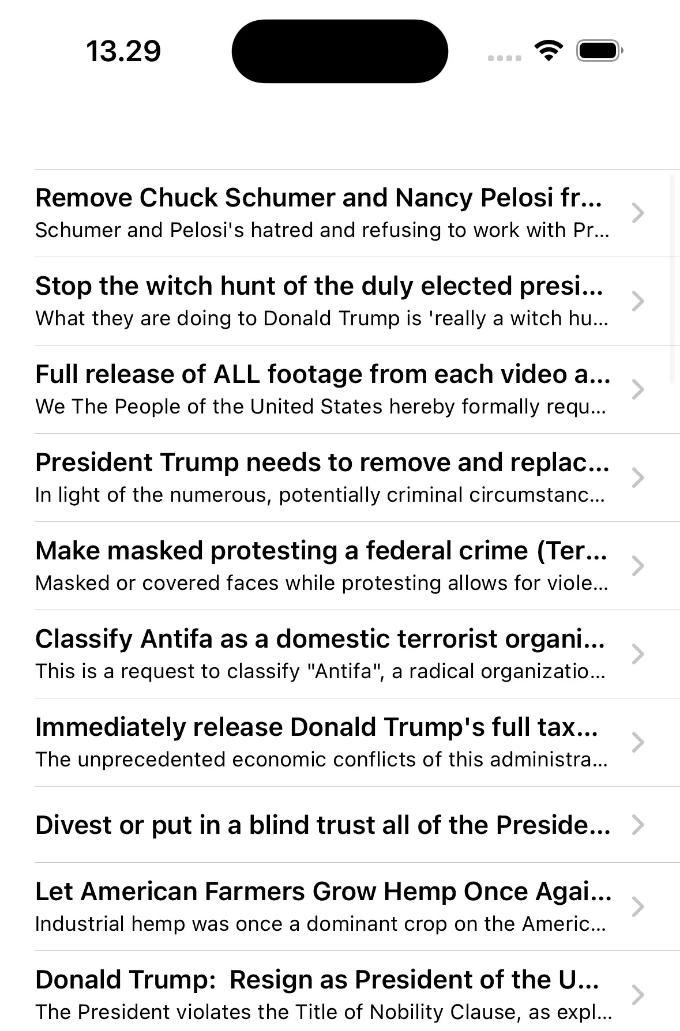 13.29
Remove Chuck Schumer and Nancy Pelosi fr...
Schumer and Pelosi's hatred and refusing to work with Pr...
Stop the witch hunt of the duly elected presi...
What they are doing to Donald Trump is 'really a witch hu...
Full release of ALL footage from each video a...
We The People of the United States hereby formally requ...
President Trump needs to remove and replac...
In light of the numerous, potentially criminal circumstanc...
Make masked protesting a federal crime (Ter...
Masked or covered faces while protesting allows for viole...
Classify Antifa as a domestic terrorist organi...
This is a request to classify "Antifa", a radical organizatio...
Immediately release Donald Trump's full tax...
The unprecedented economic conflicts of this administra...
Divest or put in a blind trust all of the Preside...
Let American Farmers Grow Hemp Once Agai...
Industrial hemp was once a dominant crop on the Americ...
Donald Trump:  Resign as President of the U...
The President violates the Title of Nobility Clause, as expl...